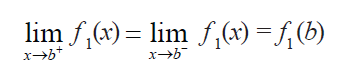 lim f₁(x) = lim f₁(x) = f₁(b)
x→b⁺ x→b⁻